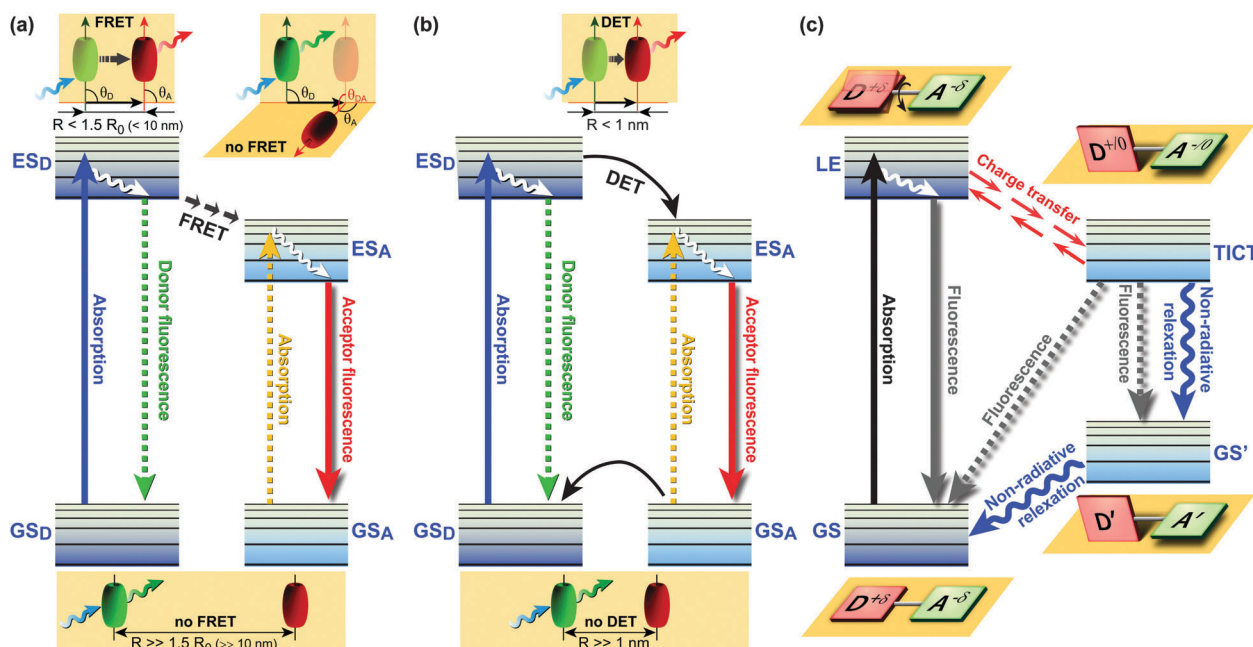 (a)
FRET
θD
θA
R < 1.5 R0 (< 10 nm)
θD
θDA
θA
no FRET
ESD
FRET
ESA
Absorption
Donor fluorescence
Absorption
Acceptor fluorescence
GSD
GSA
no FRET
R >> 1.5 R0 (>> 10 nm)
(b)
DET
R < 1 nm
ESD
DET
ESA
Absorption
Donor fluorescence
Absorption
Acceptor fluorescence
GSD
GSA
no DET
R >> 1 nm
(c)
D+δ
A-δ
D+/0
A-/0
LE
Charge transfer
TICT
Absorption
Fluorescence
Fluorescence
Fluorescence
Non-radiative
relexation
GS'
Non-radiative
relexation
GS
D'
A'
D+δ
A-δ